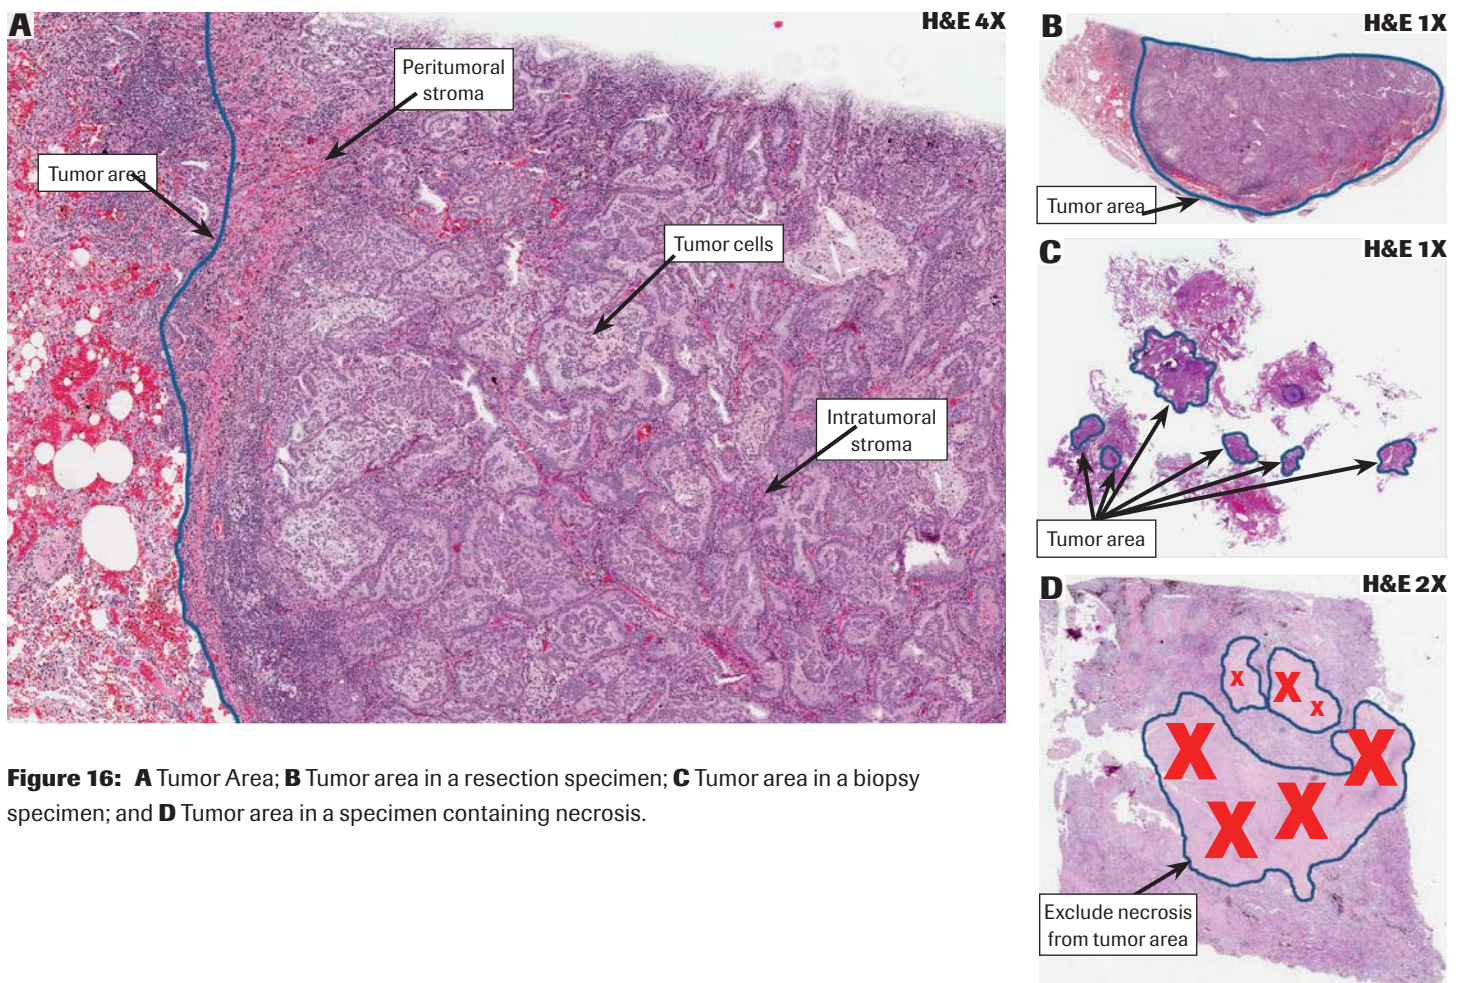 A
H&E 4X
Peritumoral
stroma
Tumor area
Tumor cells
Intratumoral
stroma
B
H&E 1X
Tumor area
C
H&E 1X
Tumor area
D
H&E 2X
X
X
X
X
X
X
X
Exclude necrosis
from tumor area
Figure 16: A Tumor Area; B Tumor area in a resection specimen; C Tumor area in a biopsy
specimen; and D Tumor area in a specimen containing necrosis.